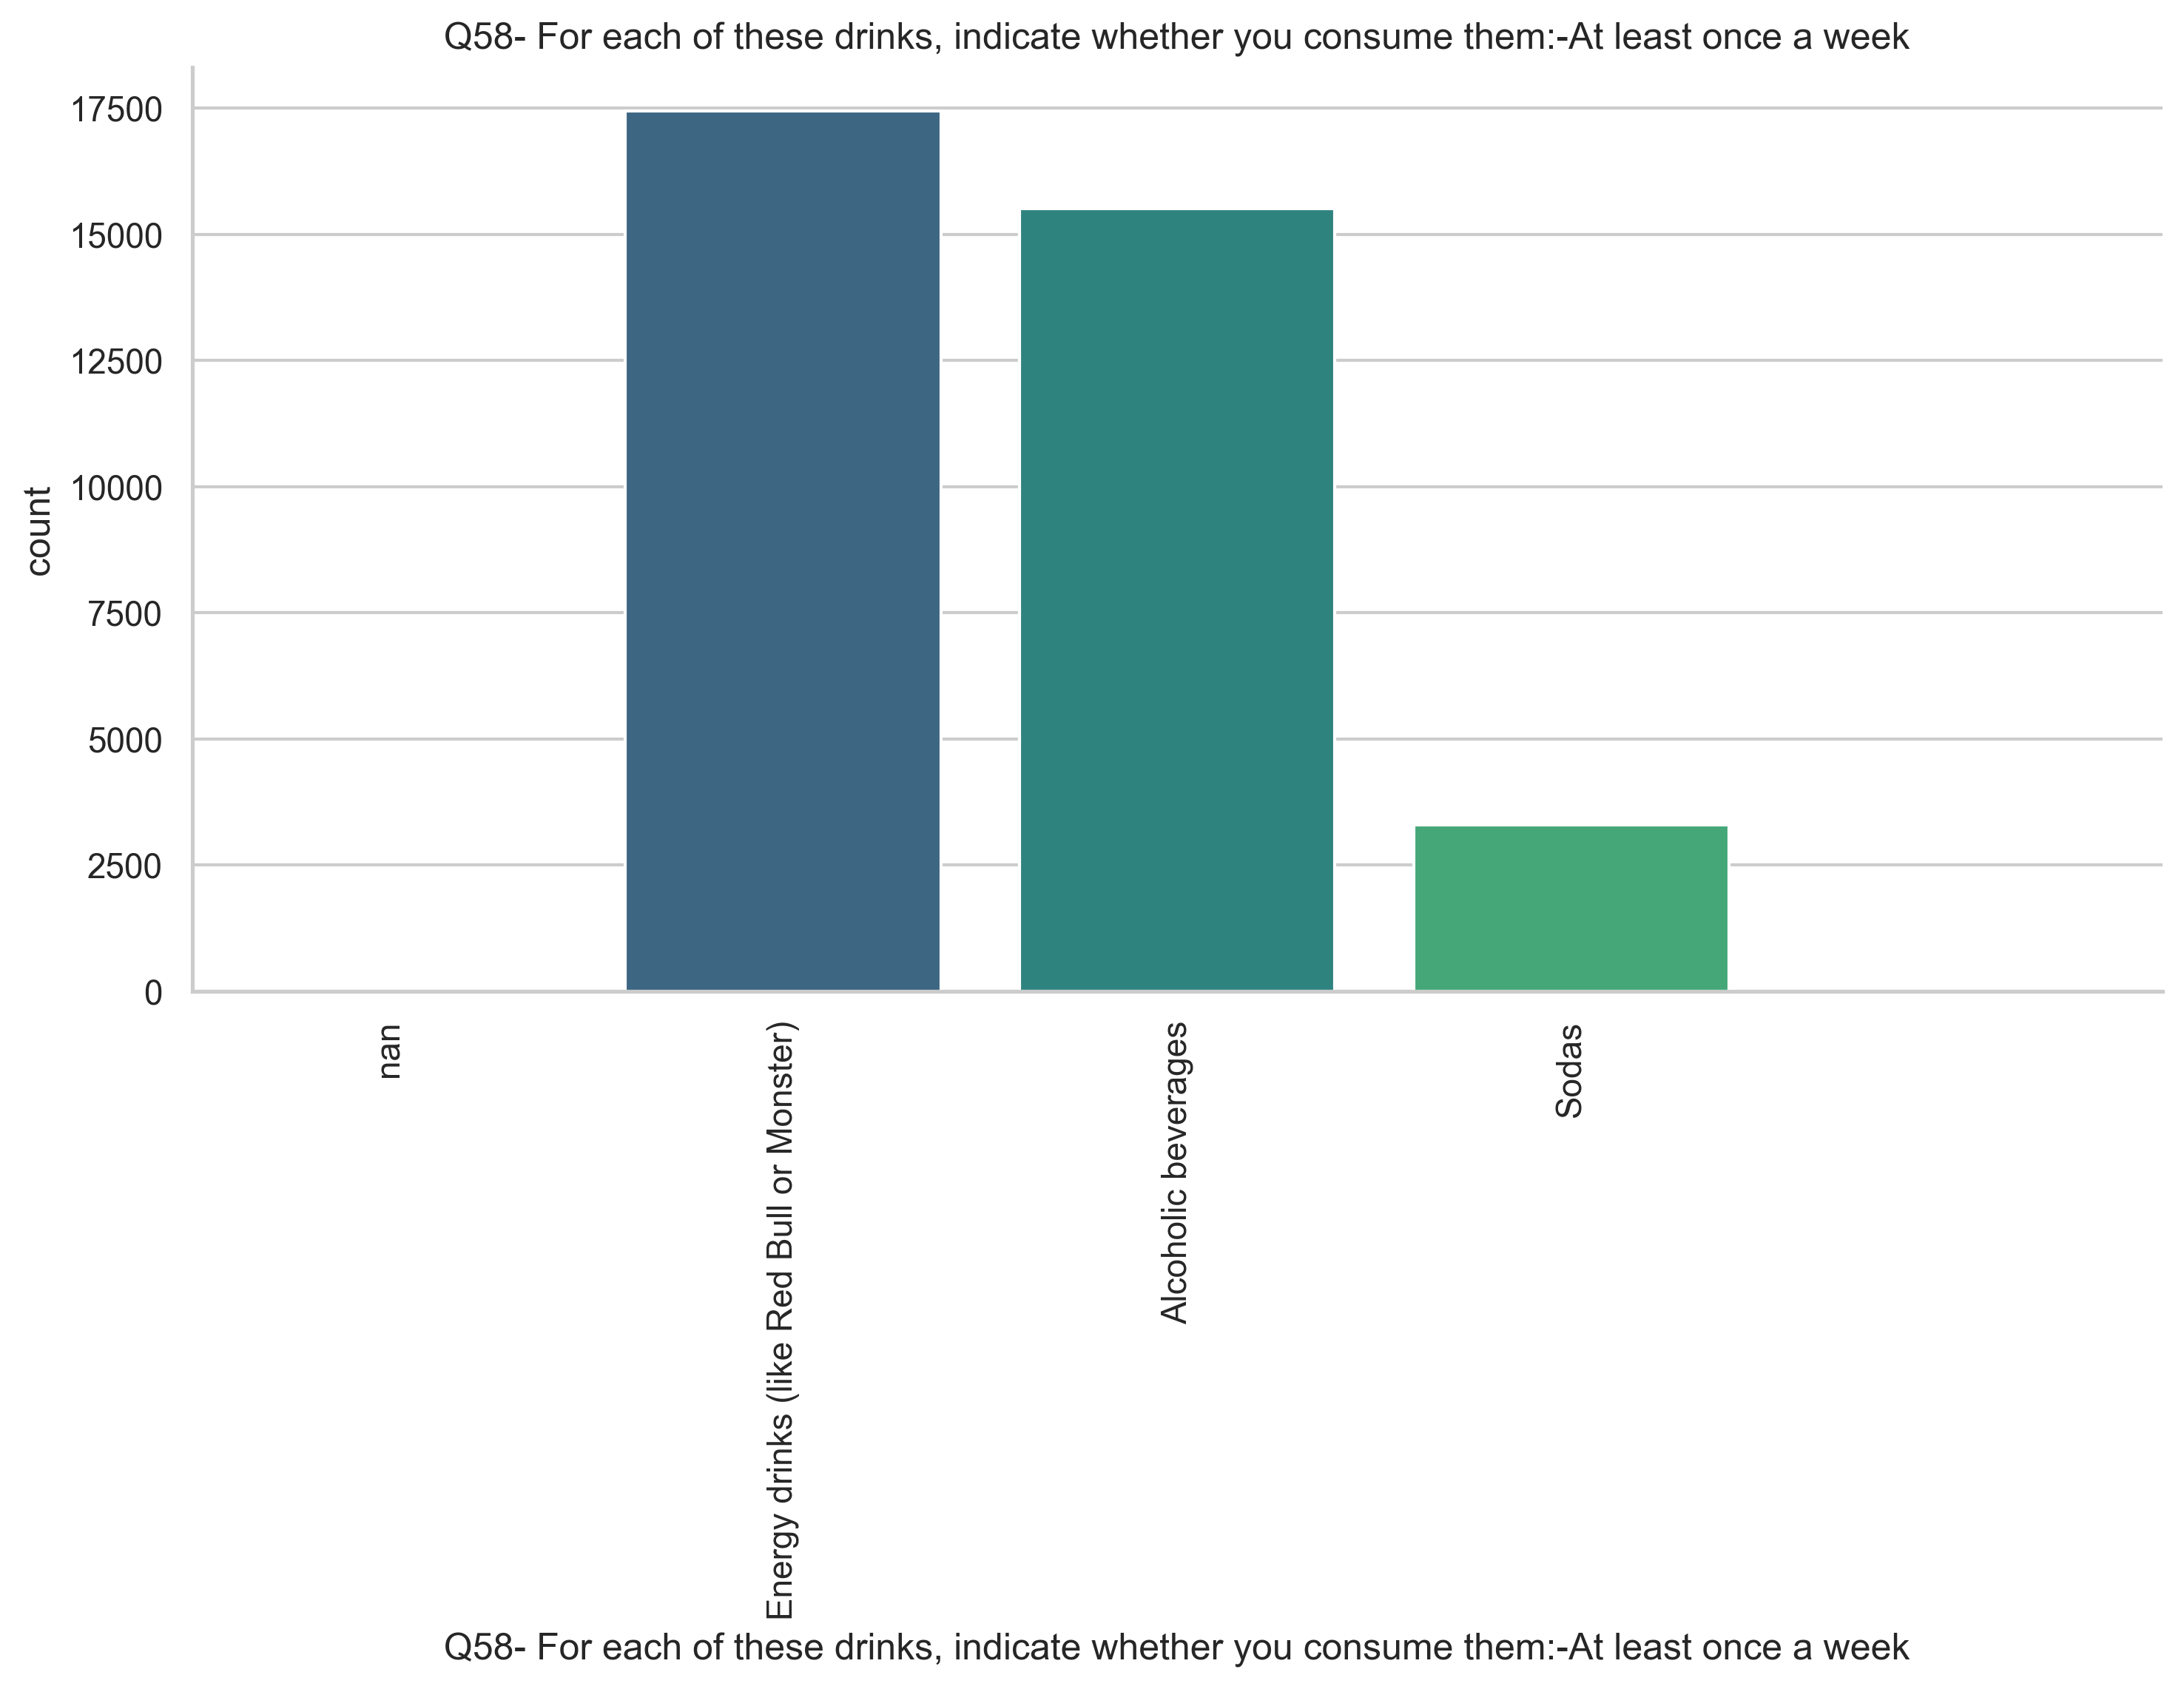 Q58- For each of these drinks, indicate whether you consume them:-At least once a week
17500
15000
12500
10000
7500
5000
2500
0
count
nan
Energy drinks (like Red Bull or Monster)
Alcoholic beverages
Sodas
Q58- For each of these drinks, indicate whether you consume them:-At least once a week